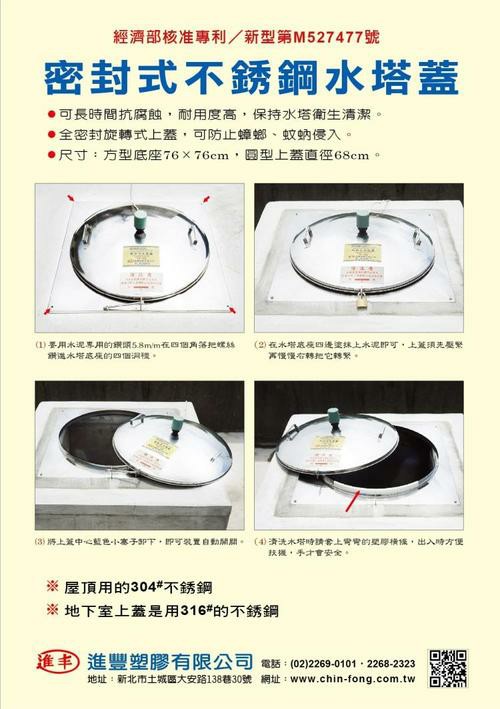 經濟部核准專利／新型第M527477號
密封式不銹鋼水塔蓋
●可長時間抗腐蝕，耐用度高，保持水塔衛生清潔。
●全密封旋轉式上蓋，可防止蟑螂、蚊蚋侵入。
●尺寸：方型底座76×76cm，圓型上蓋直徑68cm。
(1) 要用水泥專用的鑽頭5.8m/m在四個角落把螺絲
鑽進水塔底座的四個洞裡。
(2) 在水塔底座四邊塗抹上水泥即可，上蓋須先壓緊
再慢慢右轉把它轉緊。
(3) 將上蓋中心藍色小塞子卸下，即可裝置自動開關。
(4) 清洗水塔時請套上彎彎的塑膠橫條，出入時方便
扶握，手才會安全。
※ 屋頂用的304#不銹鋼
※ 地下室上蓋是用316#的不銹鋼
進丰
進豐塑膠有限公司
電話：(02)2269-0101・2268-2323
地址：新北市土城區大安路138巷30號
網址：www.chin-fong.com.tw